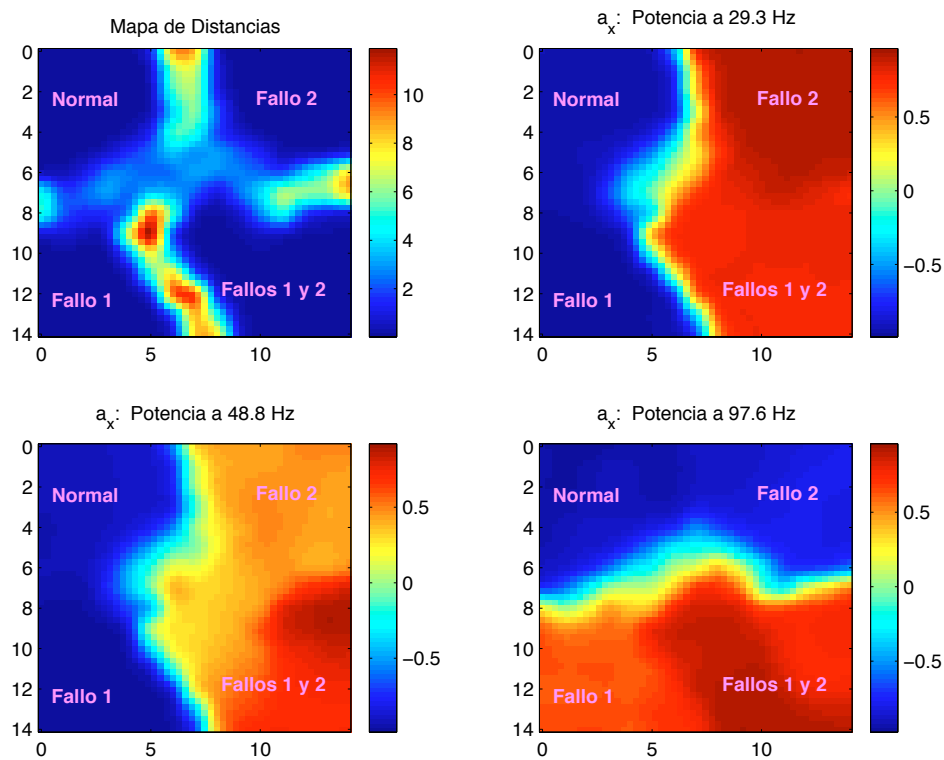 Mapa de Distancias
0
2
4
6
8
10
12
14
0
5
10
Normal
Fallo 2
Fallo 1
Fallos 1 y 2
10
8
6
4
2
a_x: Potencia a 29.3 Hz
0
2
4
6
8
10
12
14
0
5
10
Normal
Fallo 2
Fallo 1
Fallos 1 y 2
0.5
0
−0.5
a_x: Potencia a 48.8 Hz
0
2
4
6
8
10
12
14
0
5
10
Normal
Fallo 2
Fallo 1
Fallos 1 y 2
0.5
0
−0.5
a_x: Potencia a 97.6 Hz
0
2
4
6
8
10
12
14
0
5
10
Normal
Fallo 2
Fallo 1
Fallos 1 y 2
0.5
0
−0.5